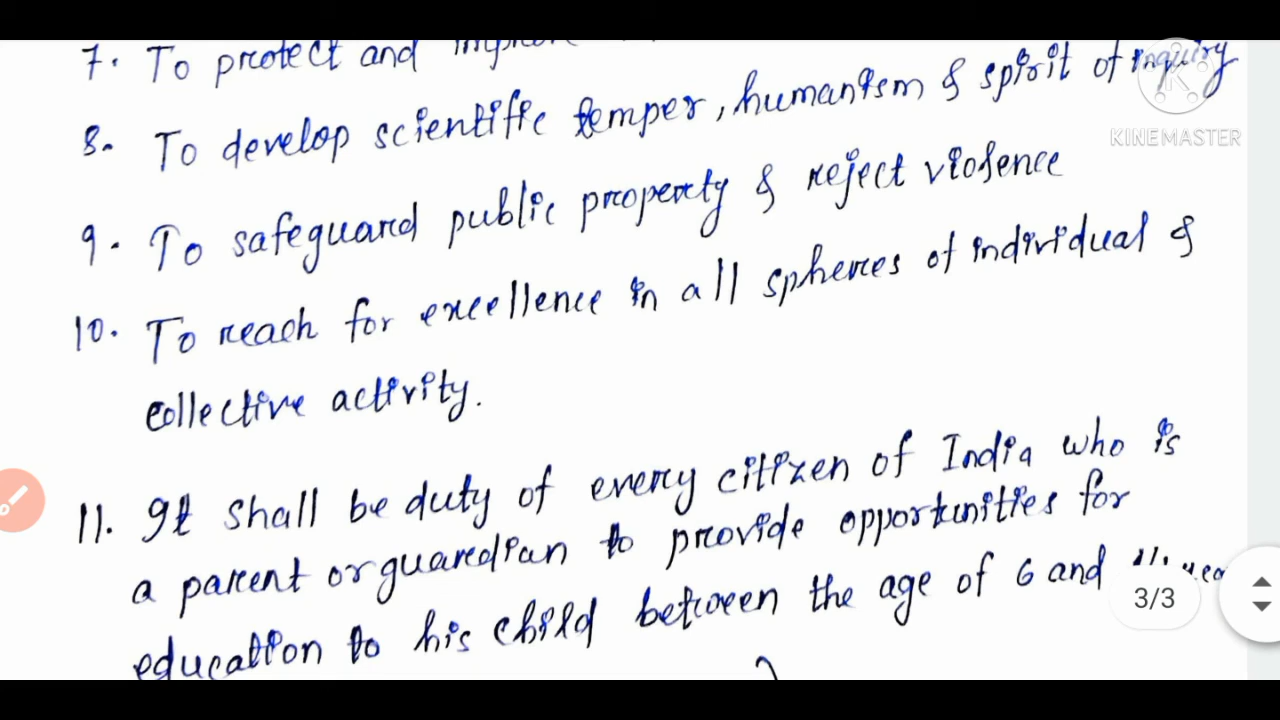 7. To protect and
8. To develop scientific temper, humanism & spirit of inquiry
KINEMASTER
9. To safeguard public property & reject violence
10. To reach for excellence in all spheres of individual &
collective activity.
11. It shall be duty of every citizen of India who is
a parent or guardian to provide opportunities for
education to his child between the age of 6 and
3/3